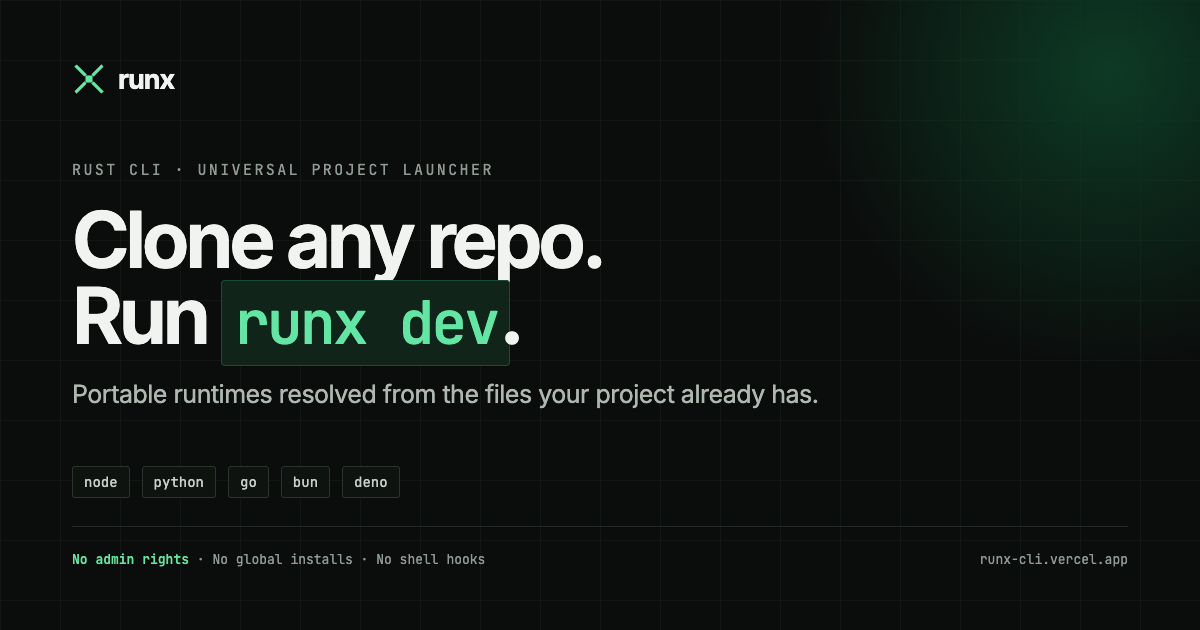 runx
RUST CLI · UNIVERSAL PROJECT LAUNCHER
Clone any repo.
Run runx dev.
Portable runtimes resolved from the files your project already has.
node python go bun deno
No admin rights · No global installs · No shell hooks
runx-cli.vercel.app